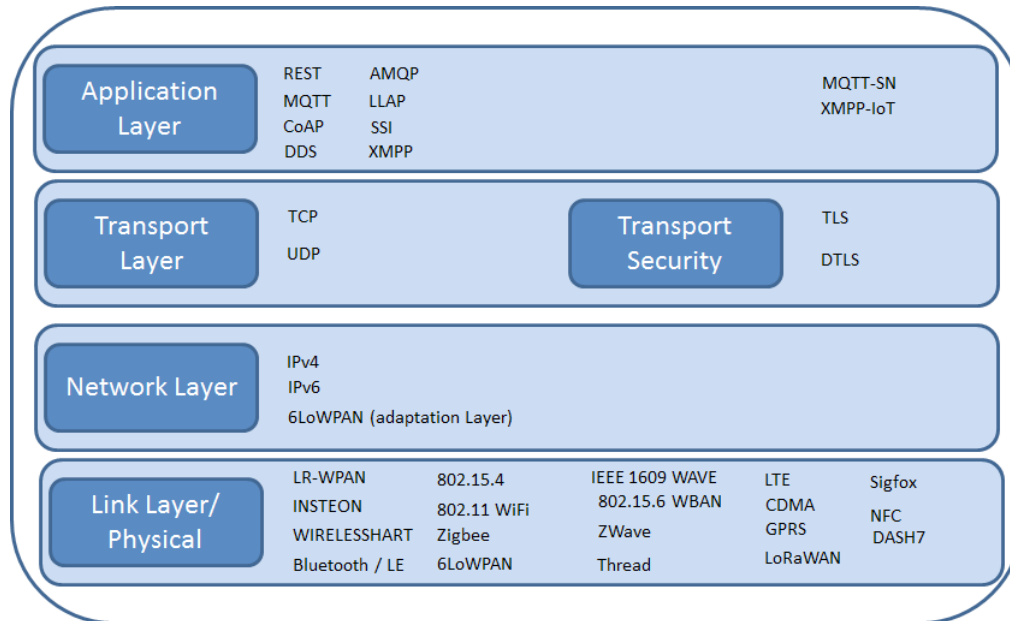 Application
Layer
REST
MQTT
CoAP
DDS
AMQP
LLAP
SSI
XMPP
MQTT-SN
XMPP-IoT
Transport
Layer
TCP
UDP
Transport
Security
TLS
DTLS
Network Layer
IPv4
IPv6
6LoWPAN (adaptation Layer)
Link Layer/
Physical
LR-WPAN
INSTEON
WIRELESSHART
Bluetooth / LE
802.15.4
802.11 WiFi
Zigbee
6LoWPAN
IEEE 1609 WAVE
802.15.6 WBAN
ZWave
Thread
LTE
CDMA
GPRS
LoRaWAN
Sigfox
NFC
DASH7